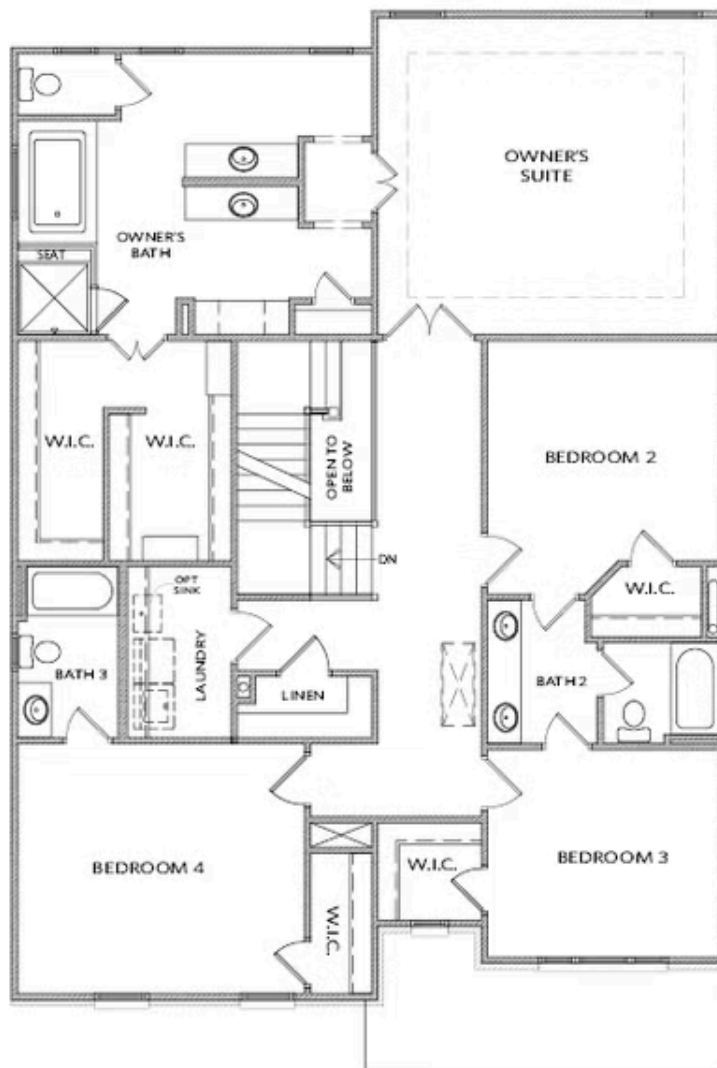 OWNER'S
SUITE
OWNER'S
BATH
SEAT
W.I.C.
W.I.C.
OPEN TO
BELOW
BEDROOM 2
DN
W.I.C.
OPT
SINK
LAUNDRY
LINEN
BATH 3
BATH 2
BEDROOM 4
W.I.C.
W.I.C.
BEDROOM 3